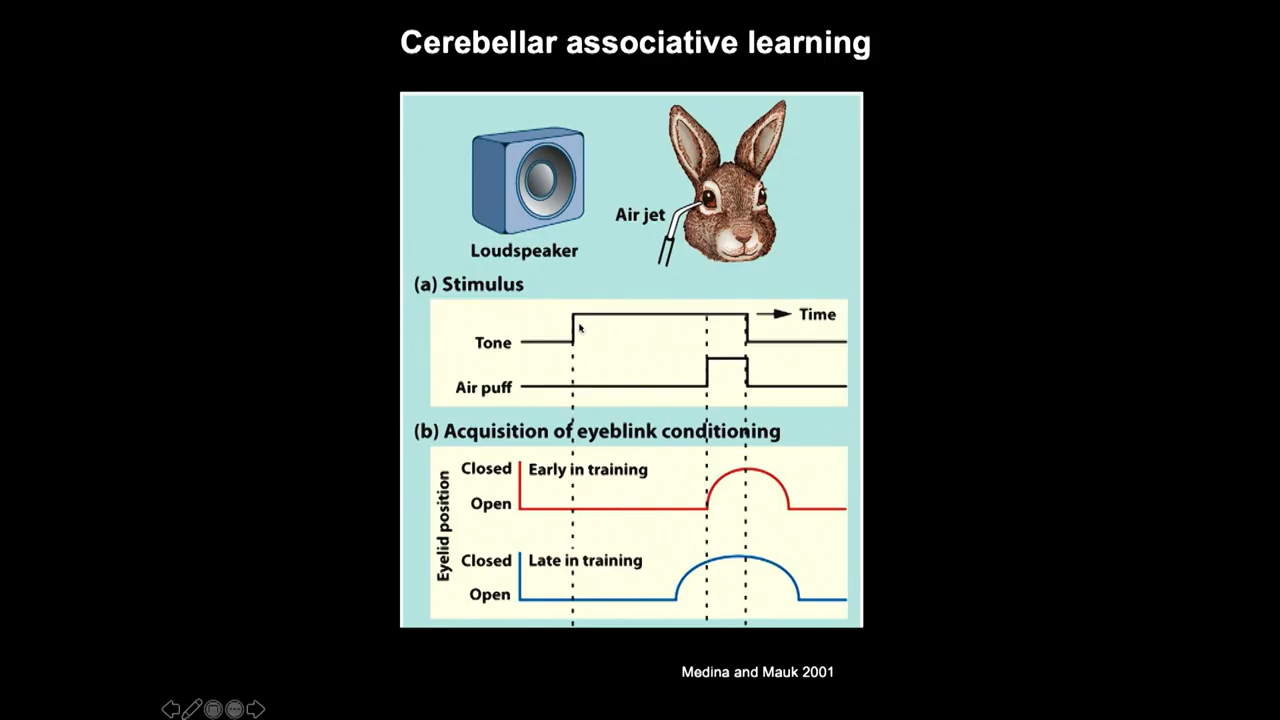 Cerebellar associative learning
Air jet
Loudspeaker
(a) Stimulus
Time
Tone
Air puff
(b) Acquisition of eyeblink conditioning
Eyelid position
Closed
Early in training
Open
Closed
Late in training
Open
Medina and Mauk 2001